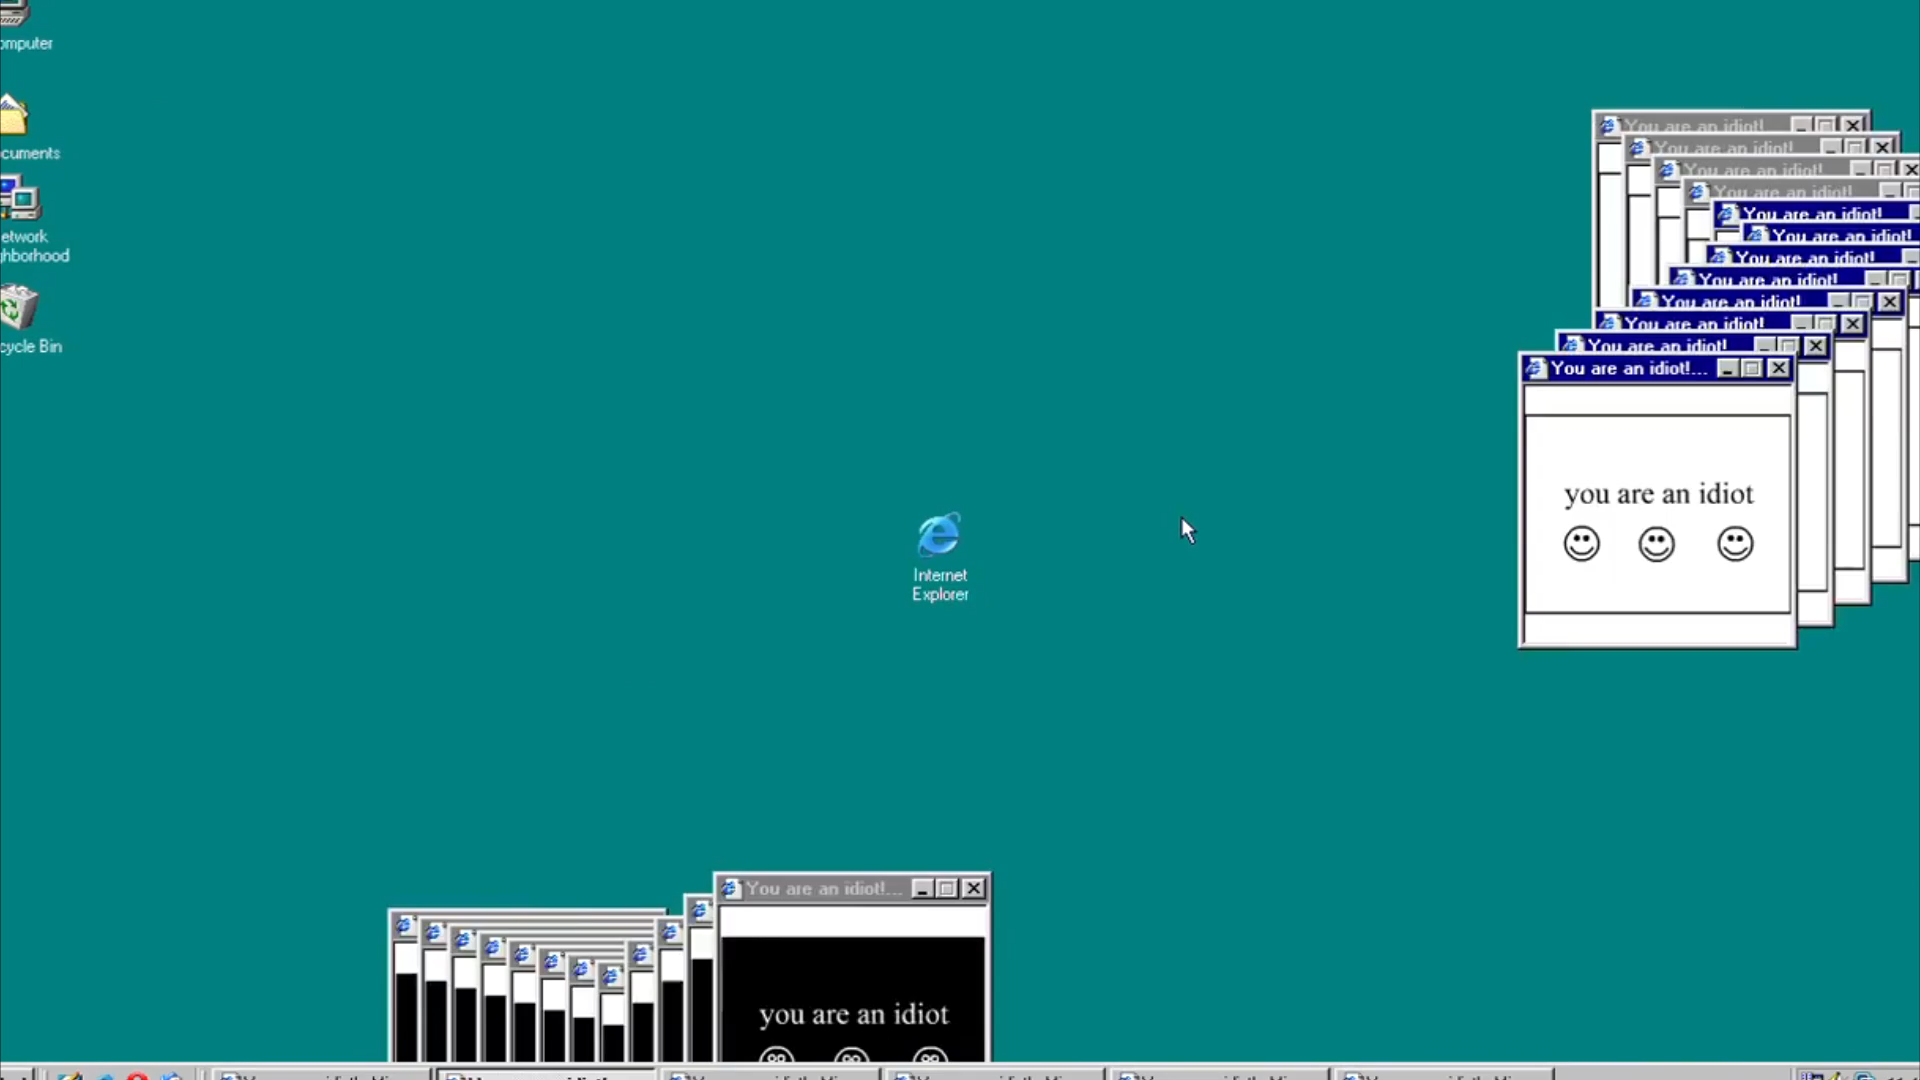 omputer
cuments
etwork
ghborhood
cycle Bin
Internet
Explorer
You are an idiot!
You are an idiot!
You are an idiot!
You are an idiot!
You are an idiot!
You are an idiot!
You are an idiot!
You are an idiot!
You are an idiot!
You are an idiot!
You are an idiot!
You are an idiot!...
you are an idiot
You are an idiot!...
you are an idiot